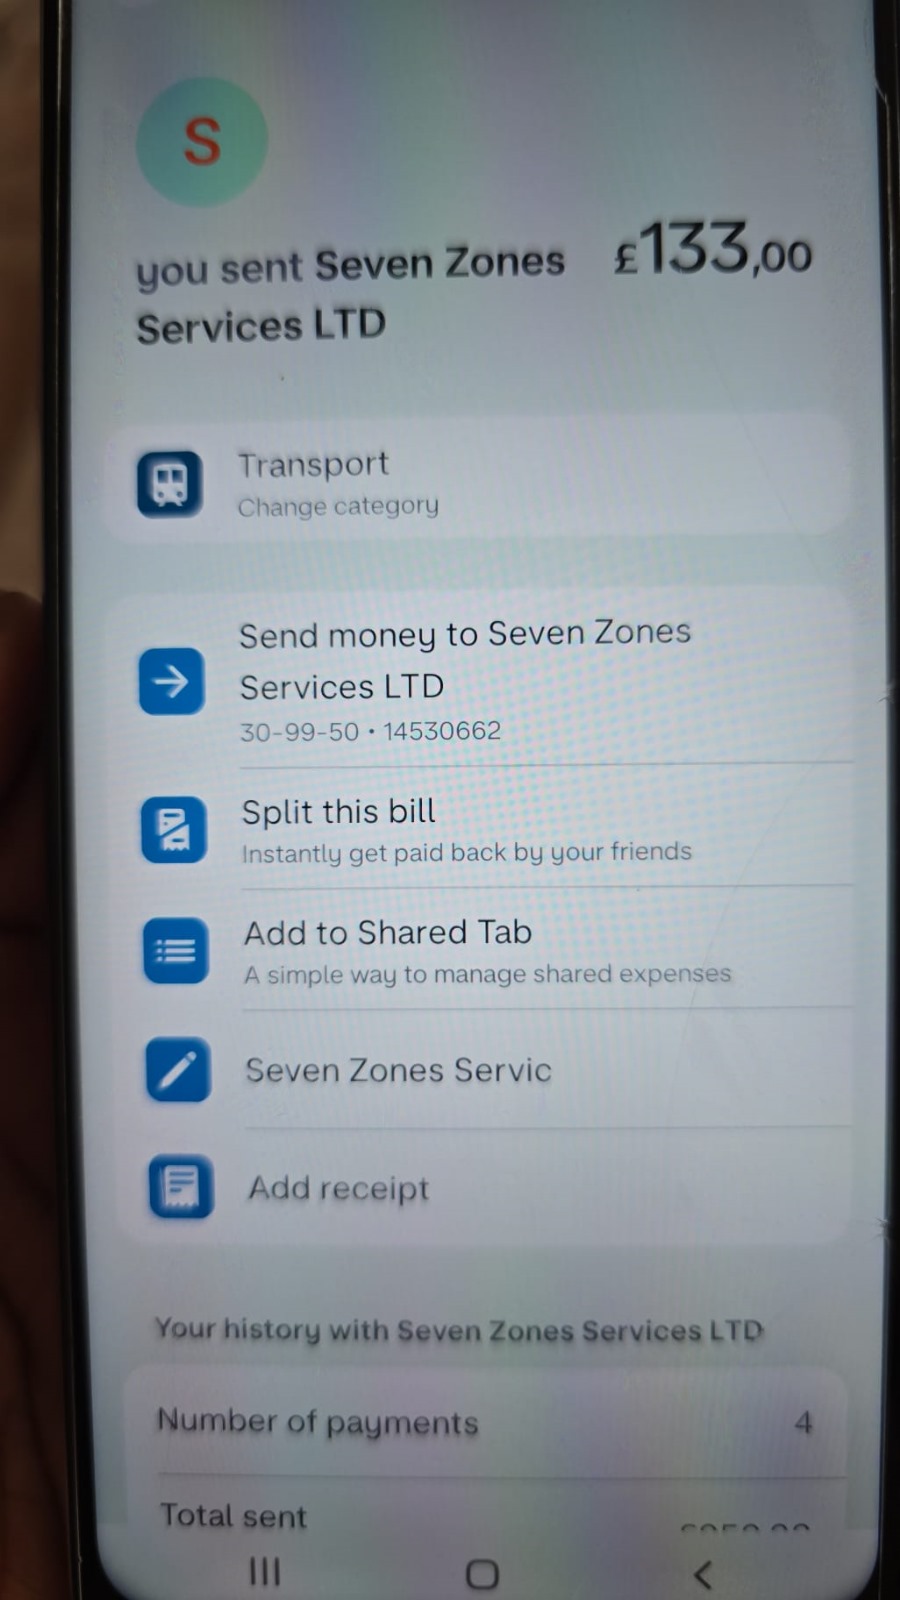 S
you sent Seven Zones £133,00
Services LTD
Transport
Change category
Send money to Seven Zones
Services LTD
30-99-50 • 14530662
Split this bill
Instantly get paid back by your friends
Add to Shared Tab
A simple way to manage shared expenses
Seven Zones Servic
Add receipt
Your history with Seven Zones Services LTD
Number of payments 4
Total sent